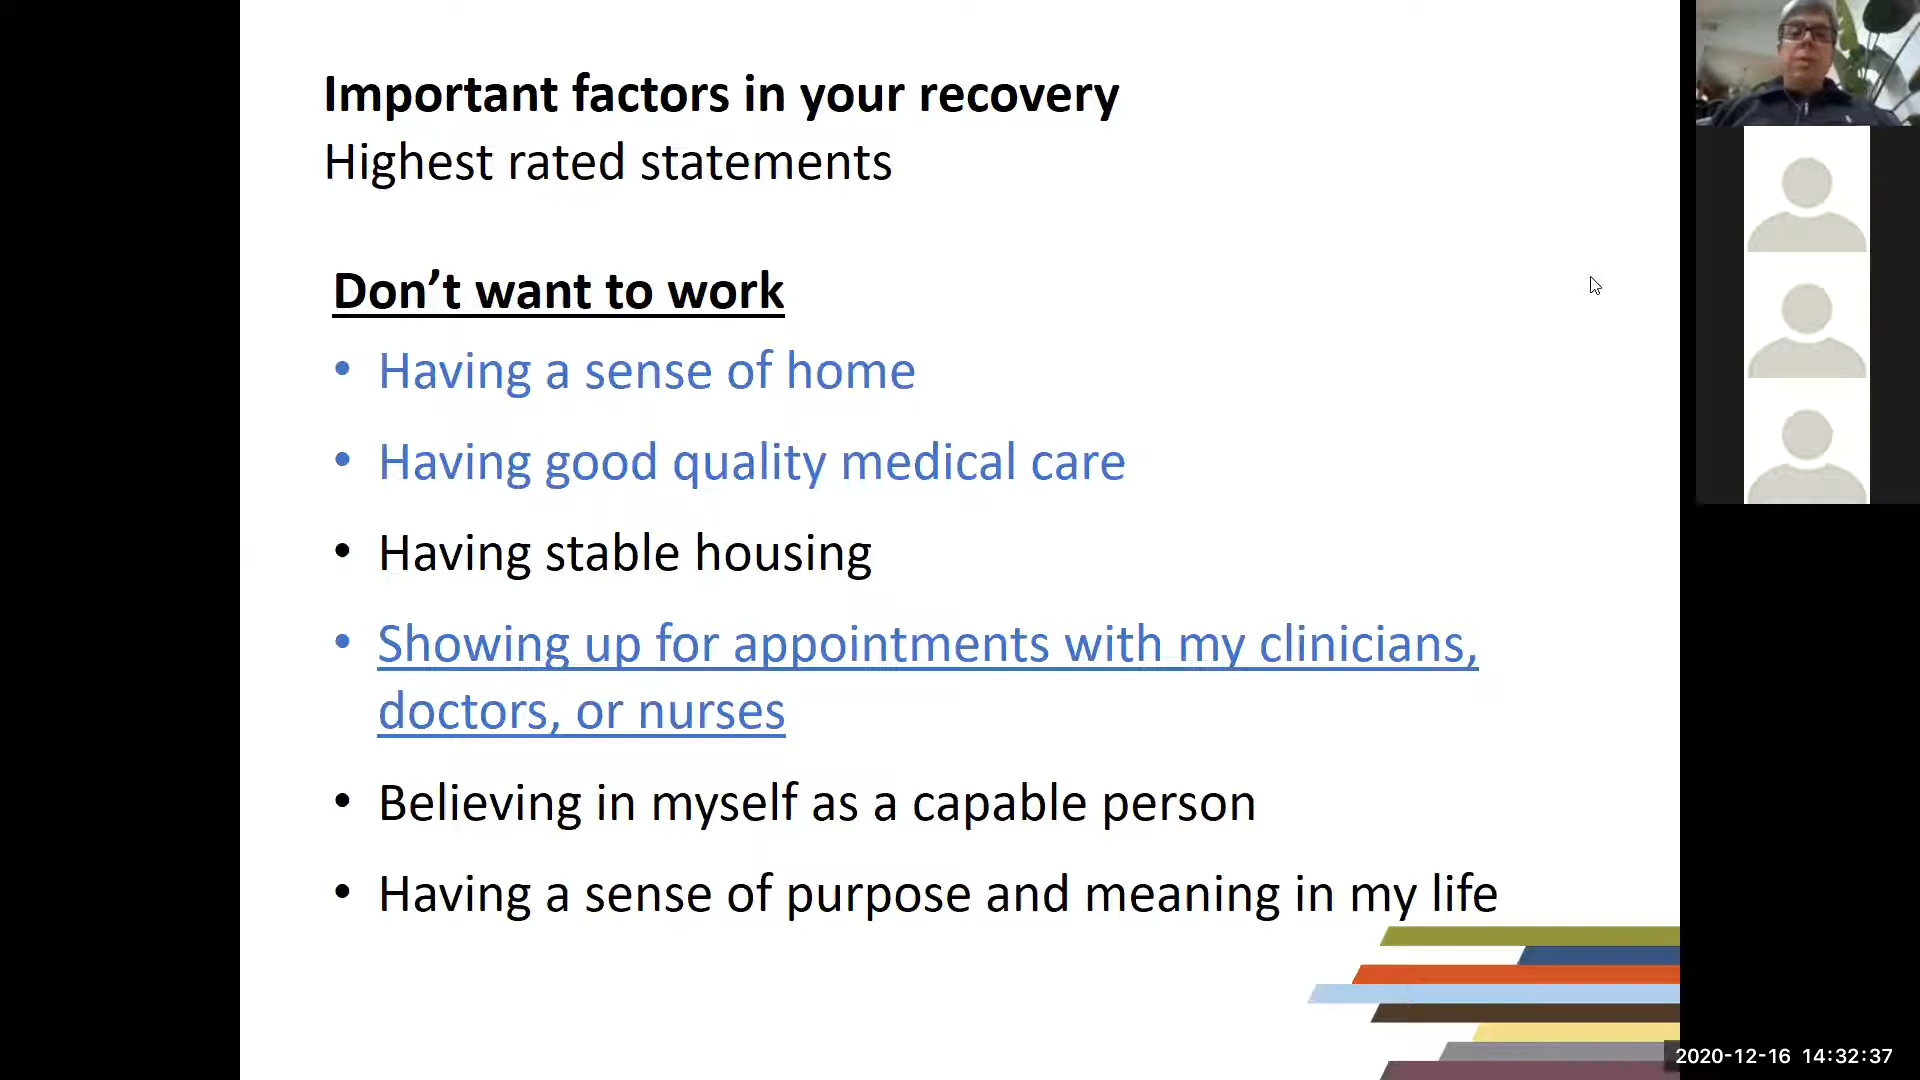 Important factors in your recovery
Highest rated statements
Don’t want to work
• Having a sense of home
• Having good quality medical care
• Having stable housing
• Showing up for appointments with my clinicians,
doctors, or nurses
• Believing in myself as a capable person
• Having a sense of purpose and meaning in my life
2020-12-16 14:32:37